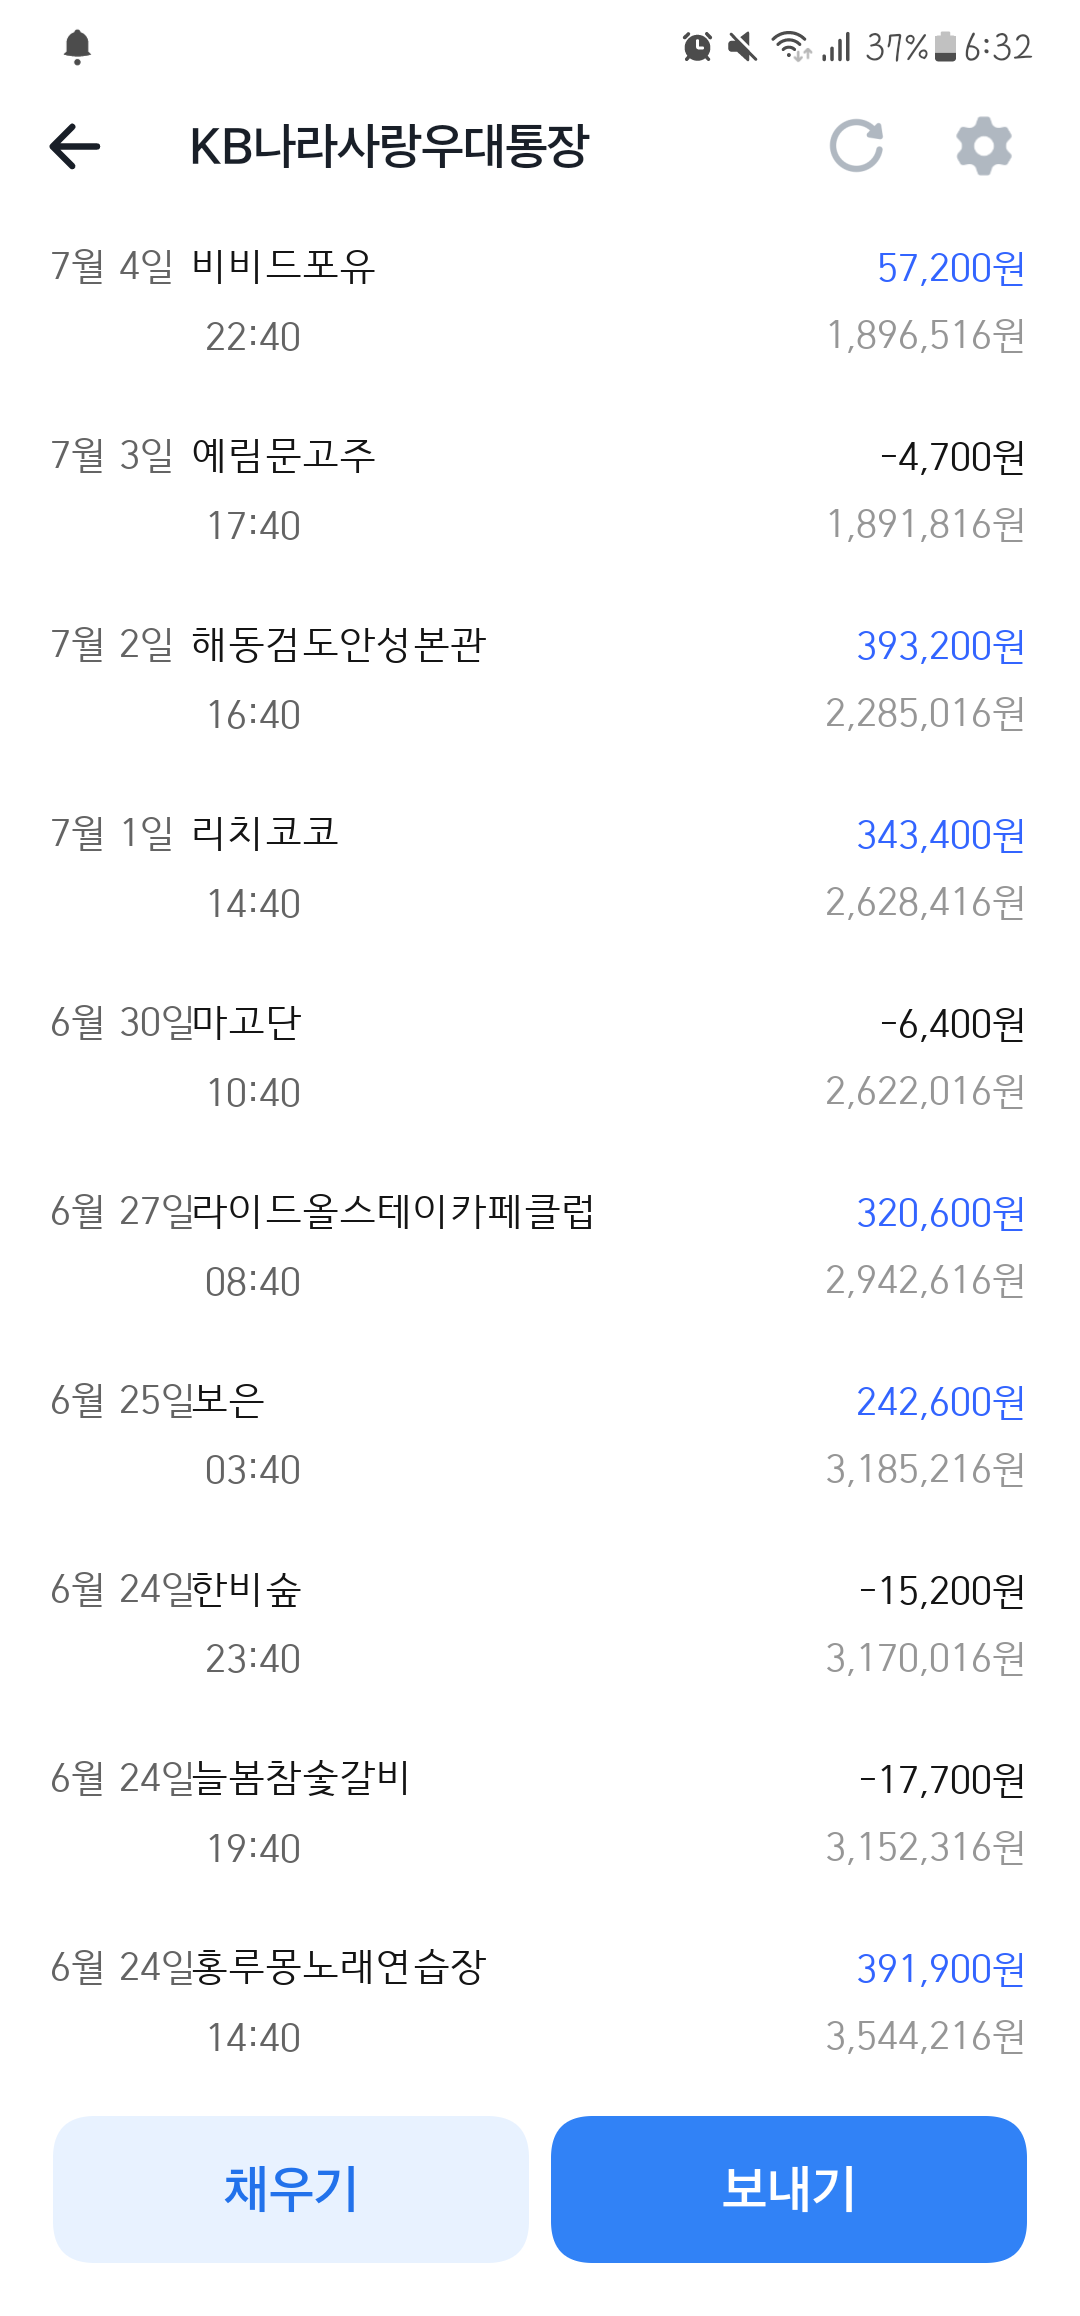 37% 6:32
KB나라사랑우대통장
7월 4일 비비드포유 57,200원
22:40 1,896,516원
7월 3일 예림문고주 -4,700원
17:40 1,891,816원
7월 2일 해동검도안성본관 393,200원
16:40 2,285,016원
7월 1일 리치코코 343,400원
14:40 2,628,416원
6월 30일 마고단 -6,400원
10:40 2,622,016원
6월 27일 라이드올스테이카페클럽 320,600원
08:40 2,942,616원
6월 25일 보은 242,600원
03:40 3,185,216원
6월 24일 한비숲 -15,200원
23:40 3,170,016원
6월 24일 늘봄참숯갈비 -17,700원
19:40 3,152,316원
6월 24일 홍루몽노래연습장 391,900원
14:40 3,544,216원
채우기 보내기